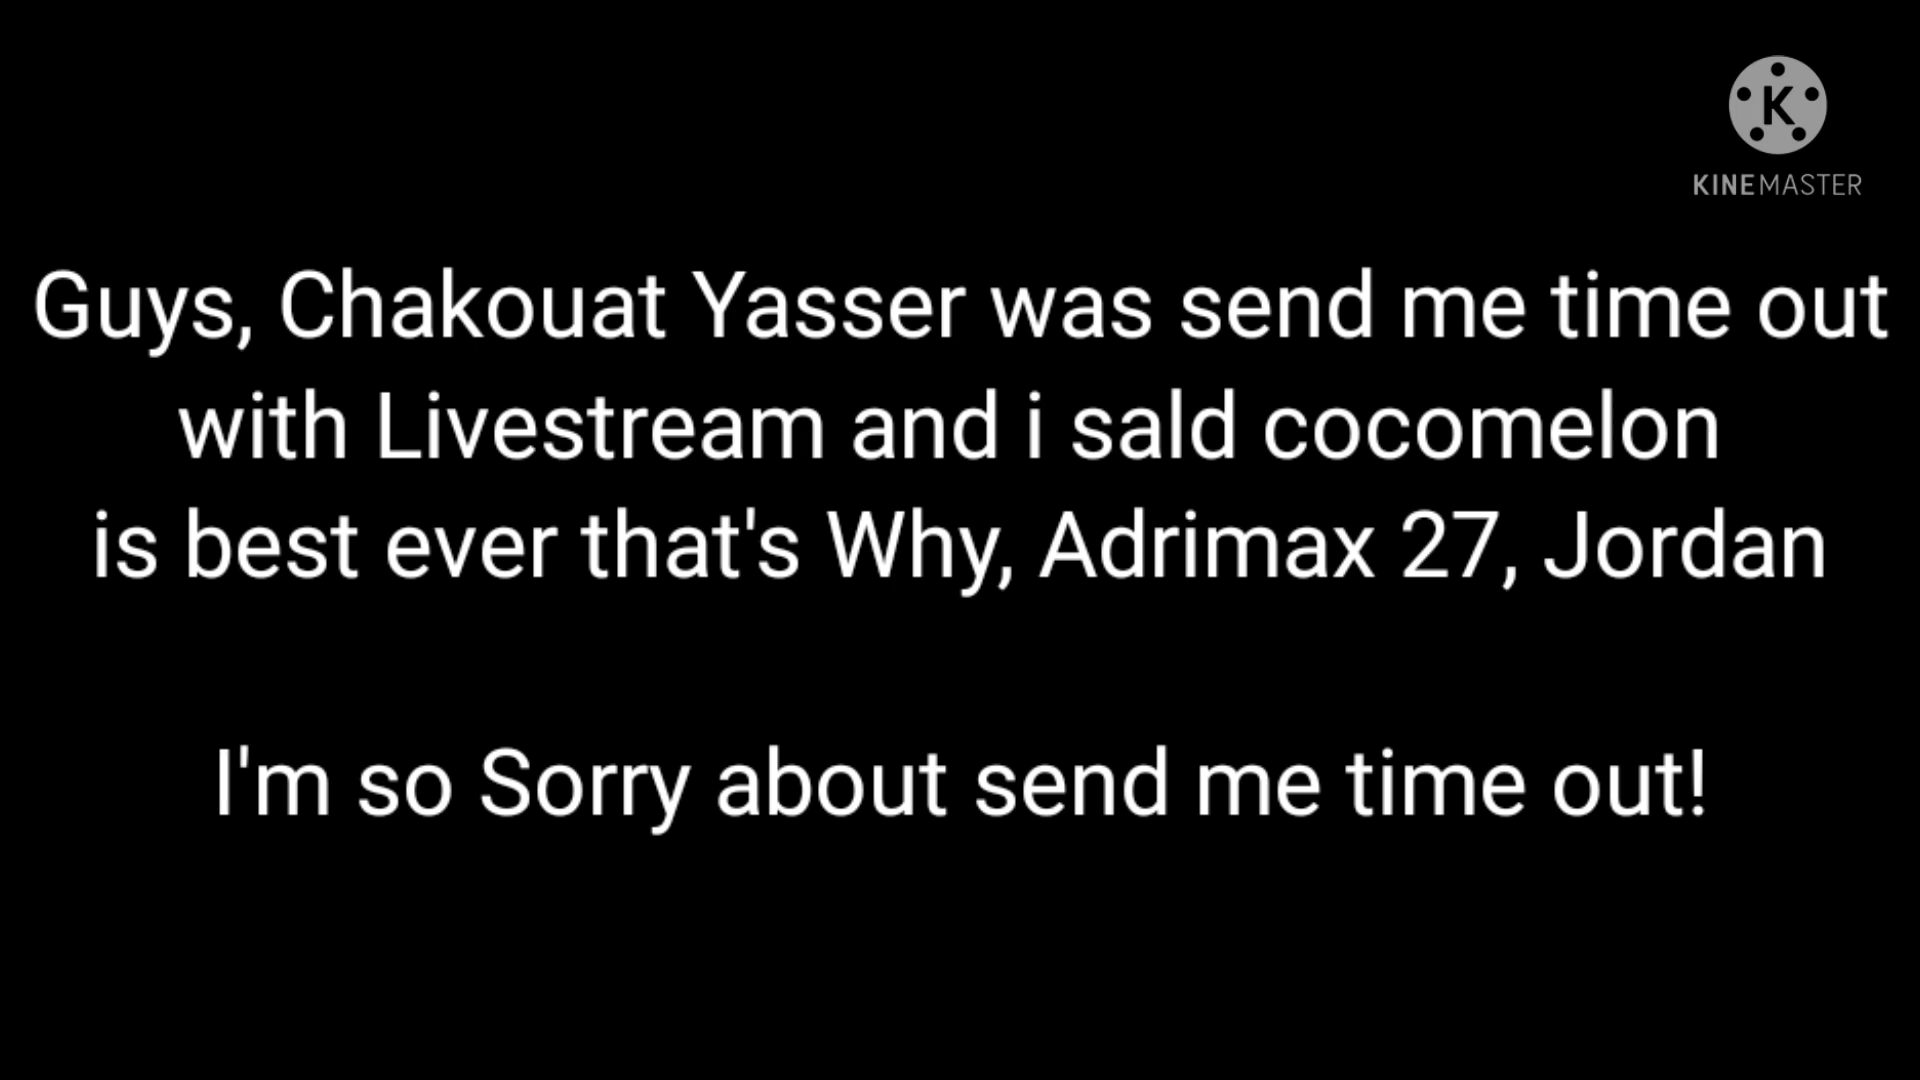 K
KINEMASTER
Guys, Chakouat Yasser was send me time out
with Livestream and i sald cocomelon
is best ever that's Why, Adrimax 27, Jordan
I'm so Sorry about send me time out!